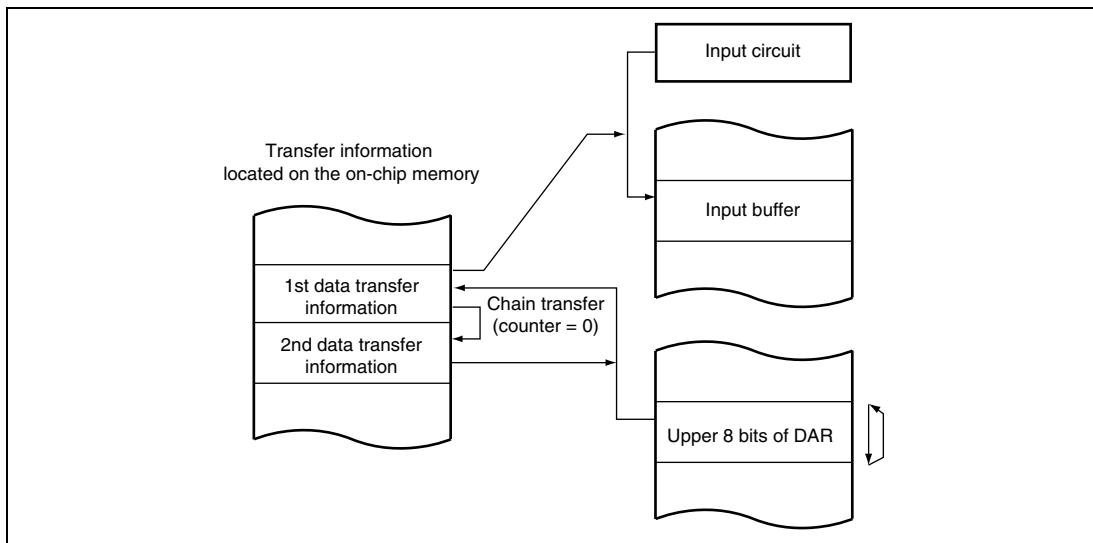 Input circuit
Transfer information
located on the on-chip memory
Input buffer
1st data transfer
information
Chain transfer
(counter = 0)
2nd data transfer
information
Upper 8 bits of DAR